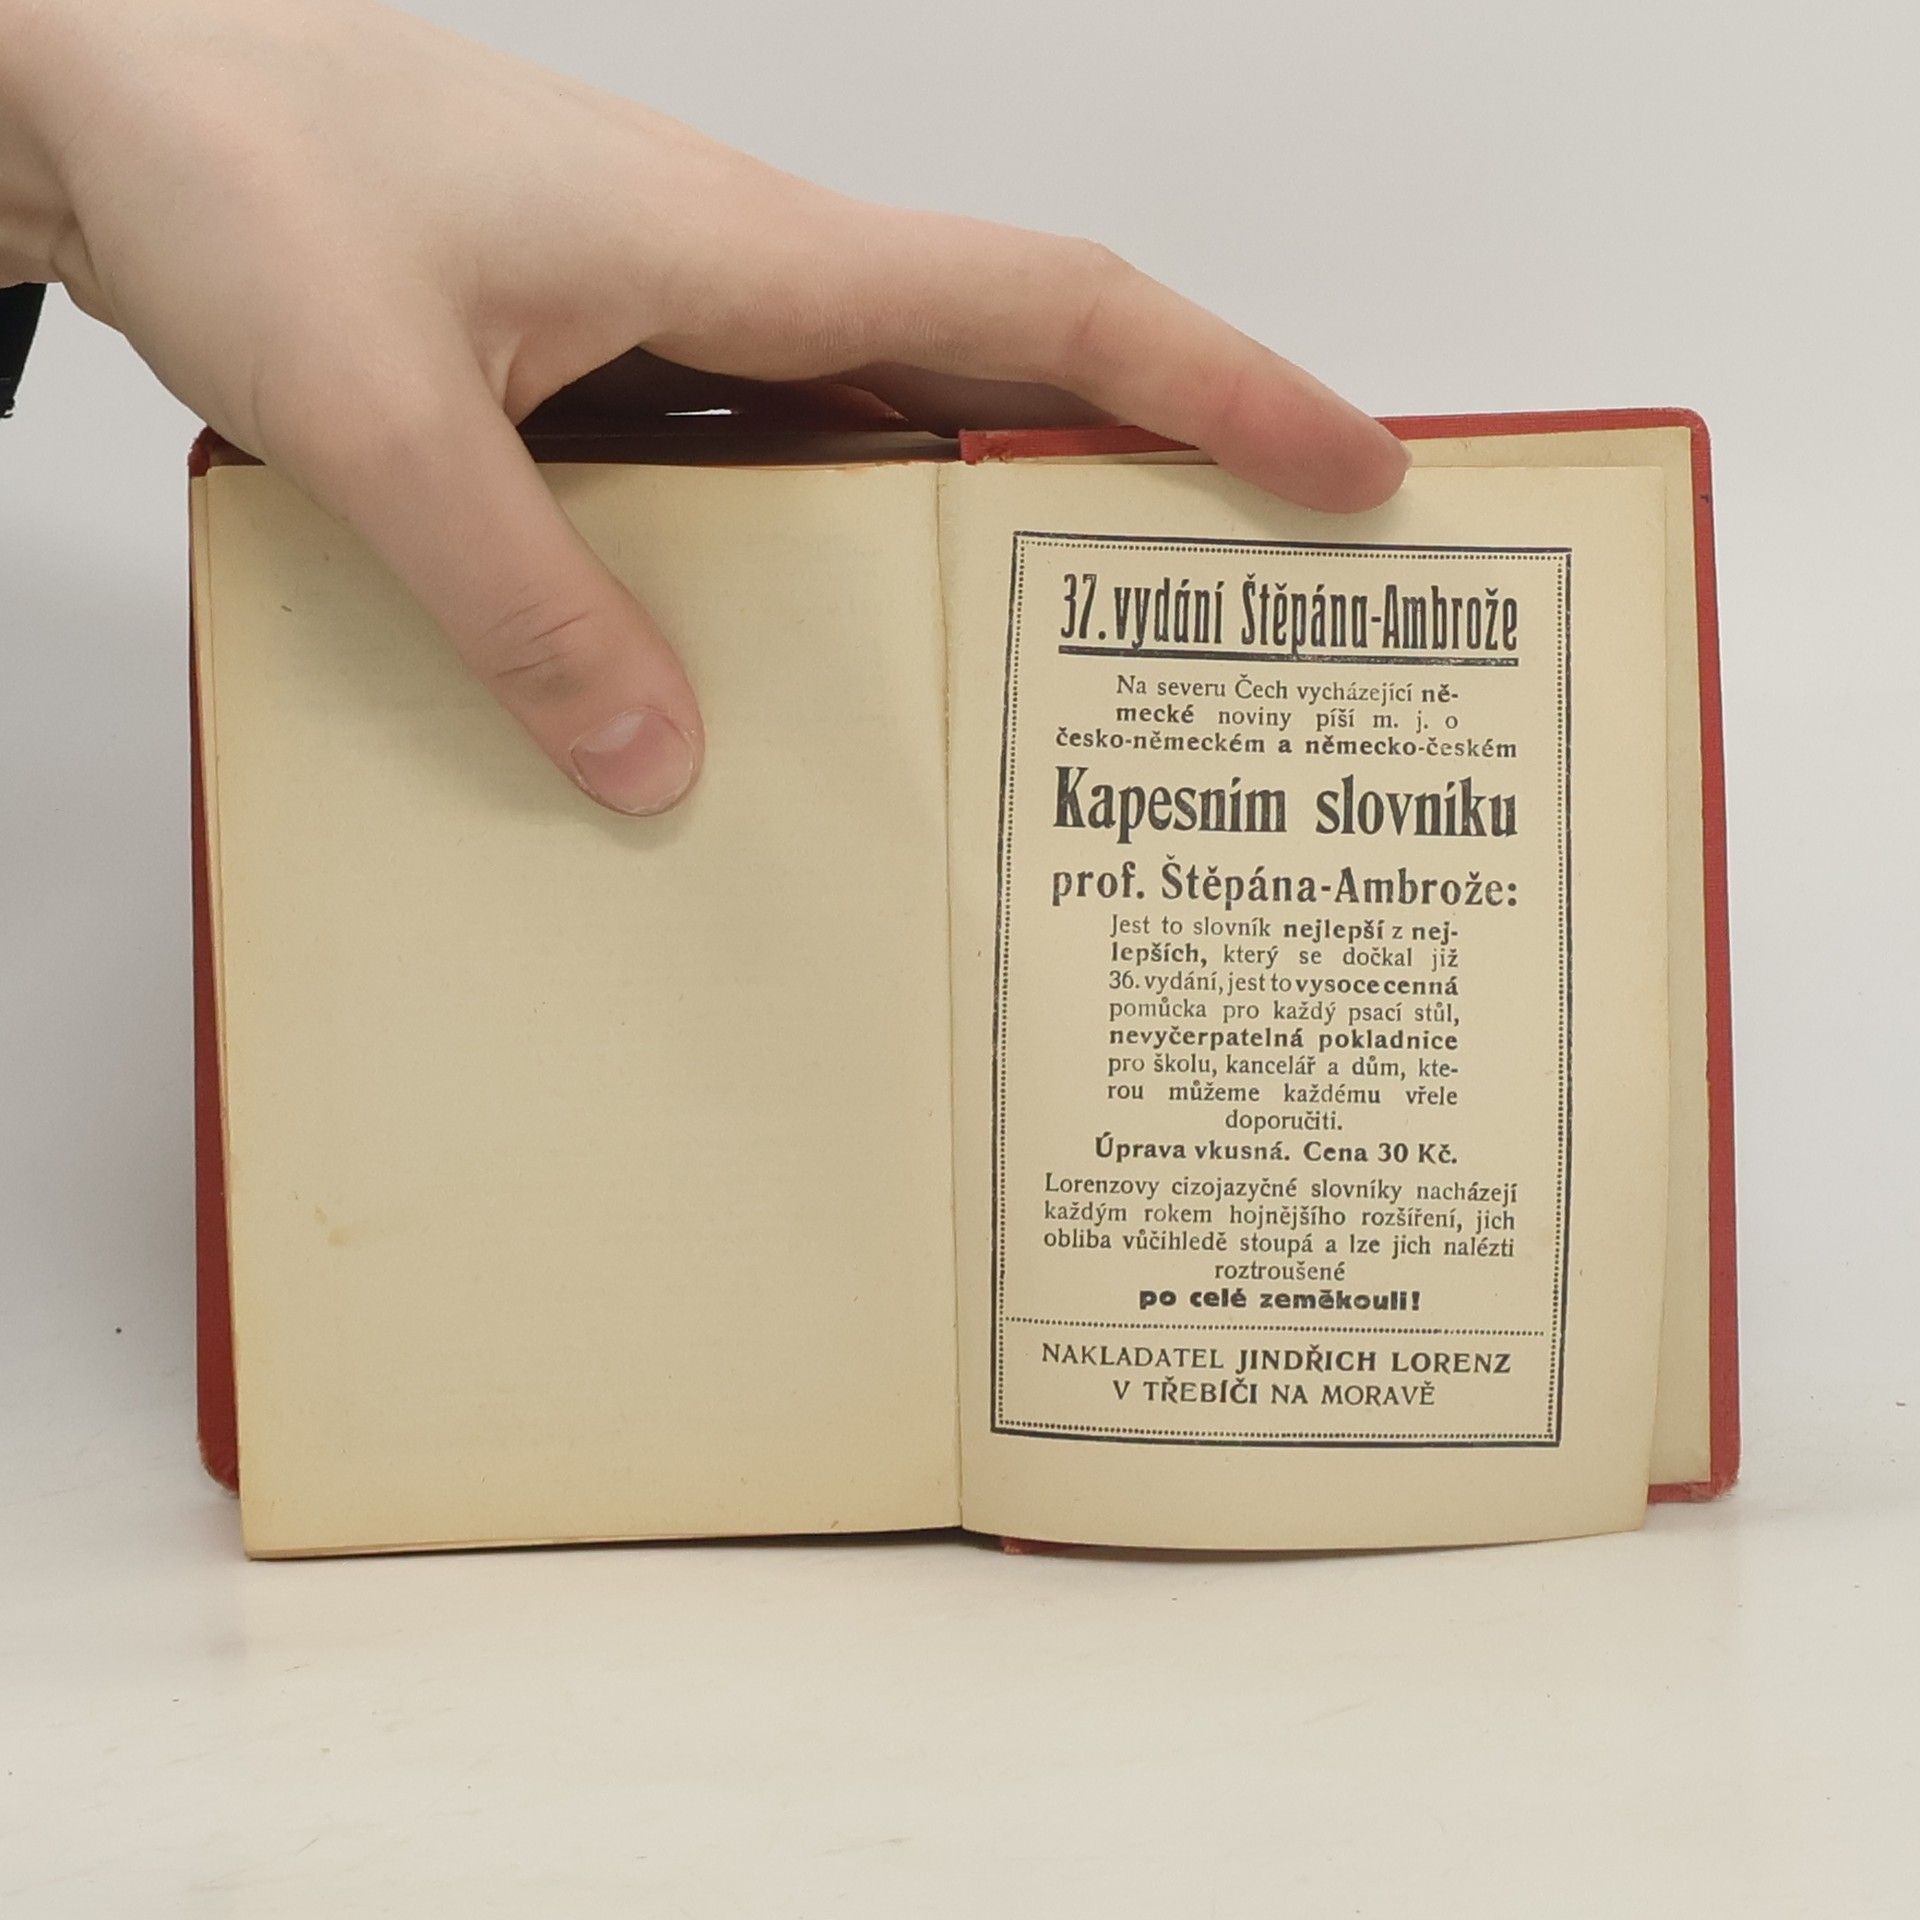 37. vydání Štěpána-Ambrože
Na severu Čech vycházející ně-
mecké noviny píší m. j. o
česko-německém a německo-českém
Kapesním slovníku
prof. Štěpána-Ambrože:
Jest to slovník nejlepší z nej-
lepších, který se dočkal již
36. vydání, jest to vysoce cenná
pomůcka pro každý psací stůl,
nevyčerpatelná pokladnice
pro školu, kancelář a dům, kte-
rou můžeme každému vřele
doporučiti.
Úprava vkusná. Cena 30 Kč.
Lorenzovy cizojazyčné slovníky nacházejí
každým rokem hojnějšího rozšíření, jich
obliba vůčihledě stoupá a lze jich nalézti
roztroušené
po celé zeměkouli!
NAKLADATEL JINDŘICH LORENZ
V TŘEBÍČI NA MORAVĚ